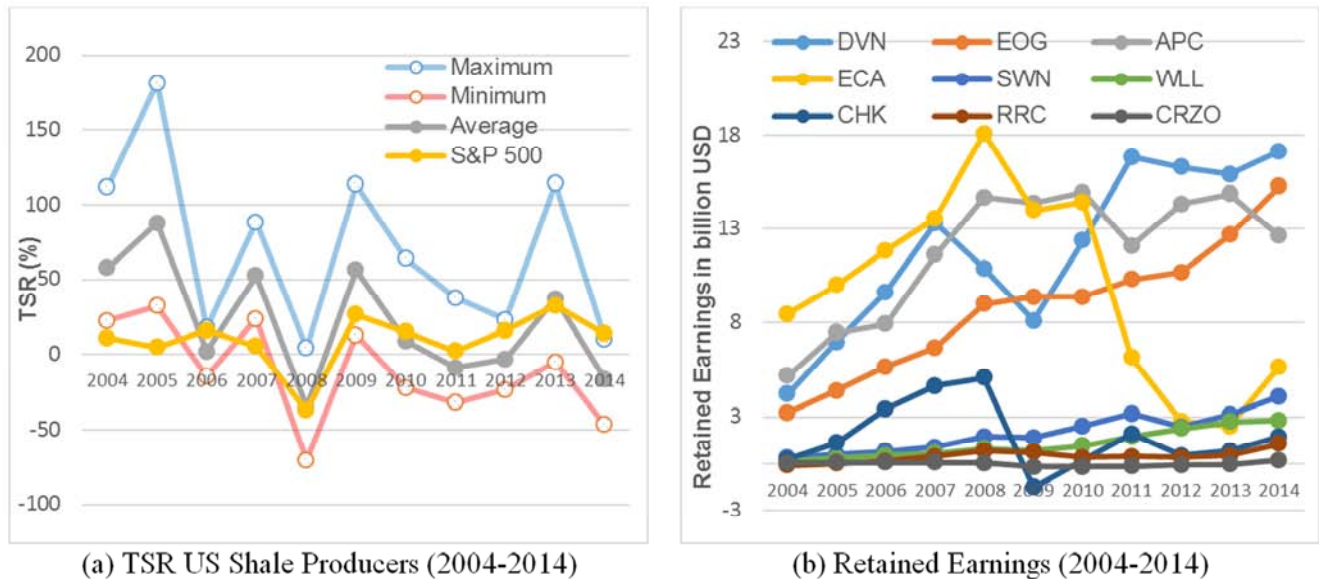 200
150
100
50
0
-50
-100
TSR (%)
Maximum
Minimum
Average
S&P 500
2004 2005 2006 2007 2008 2009 2010 2011 2012 2013 2014
(a) TSR US Shale Producers (2004-2014)
23
18
13
8
3
-3
Retained Earnings in billion USD
DVN EOG APC
ECA SWN WLL
CHK RRC CRZO
2004 2005 2006 2007 2008 2009 2010 2011 2012 2013 2014
(b) Retained Earnings (2004-2014)